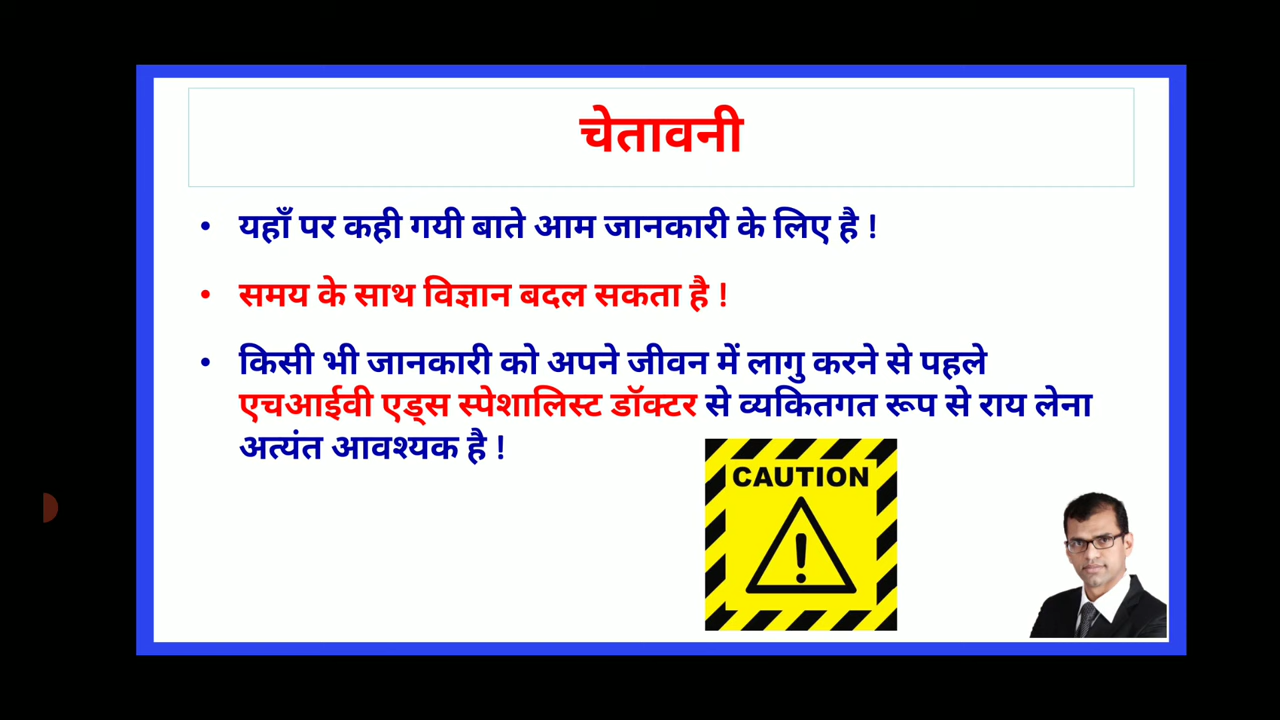 चेतावनी
• यहाँ पर कही गयी बाते आम जानकारी के लिए है !
• समय के साथ विज्ञान बदल सकता है !
• किसी भी जानकारी को अपने जीवन में लागु करने से पहले
एचआईवी एड्स स्पेशालिस्ट डॉक्टर से व्यकितगत रूप से राय लेना
अत्यंत आवश्यक है !
CAUTION
!